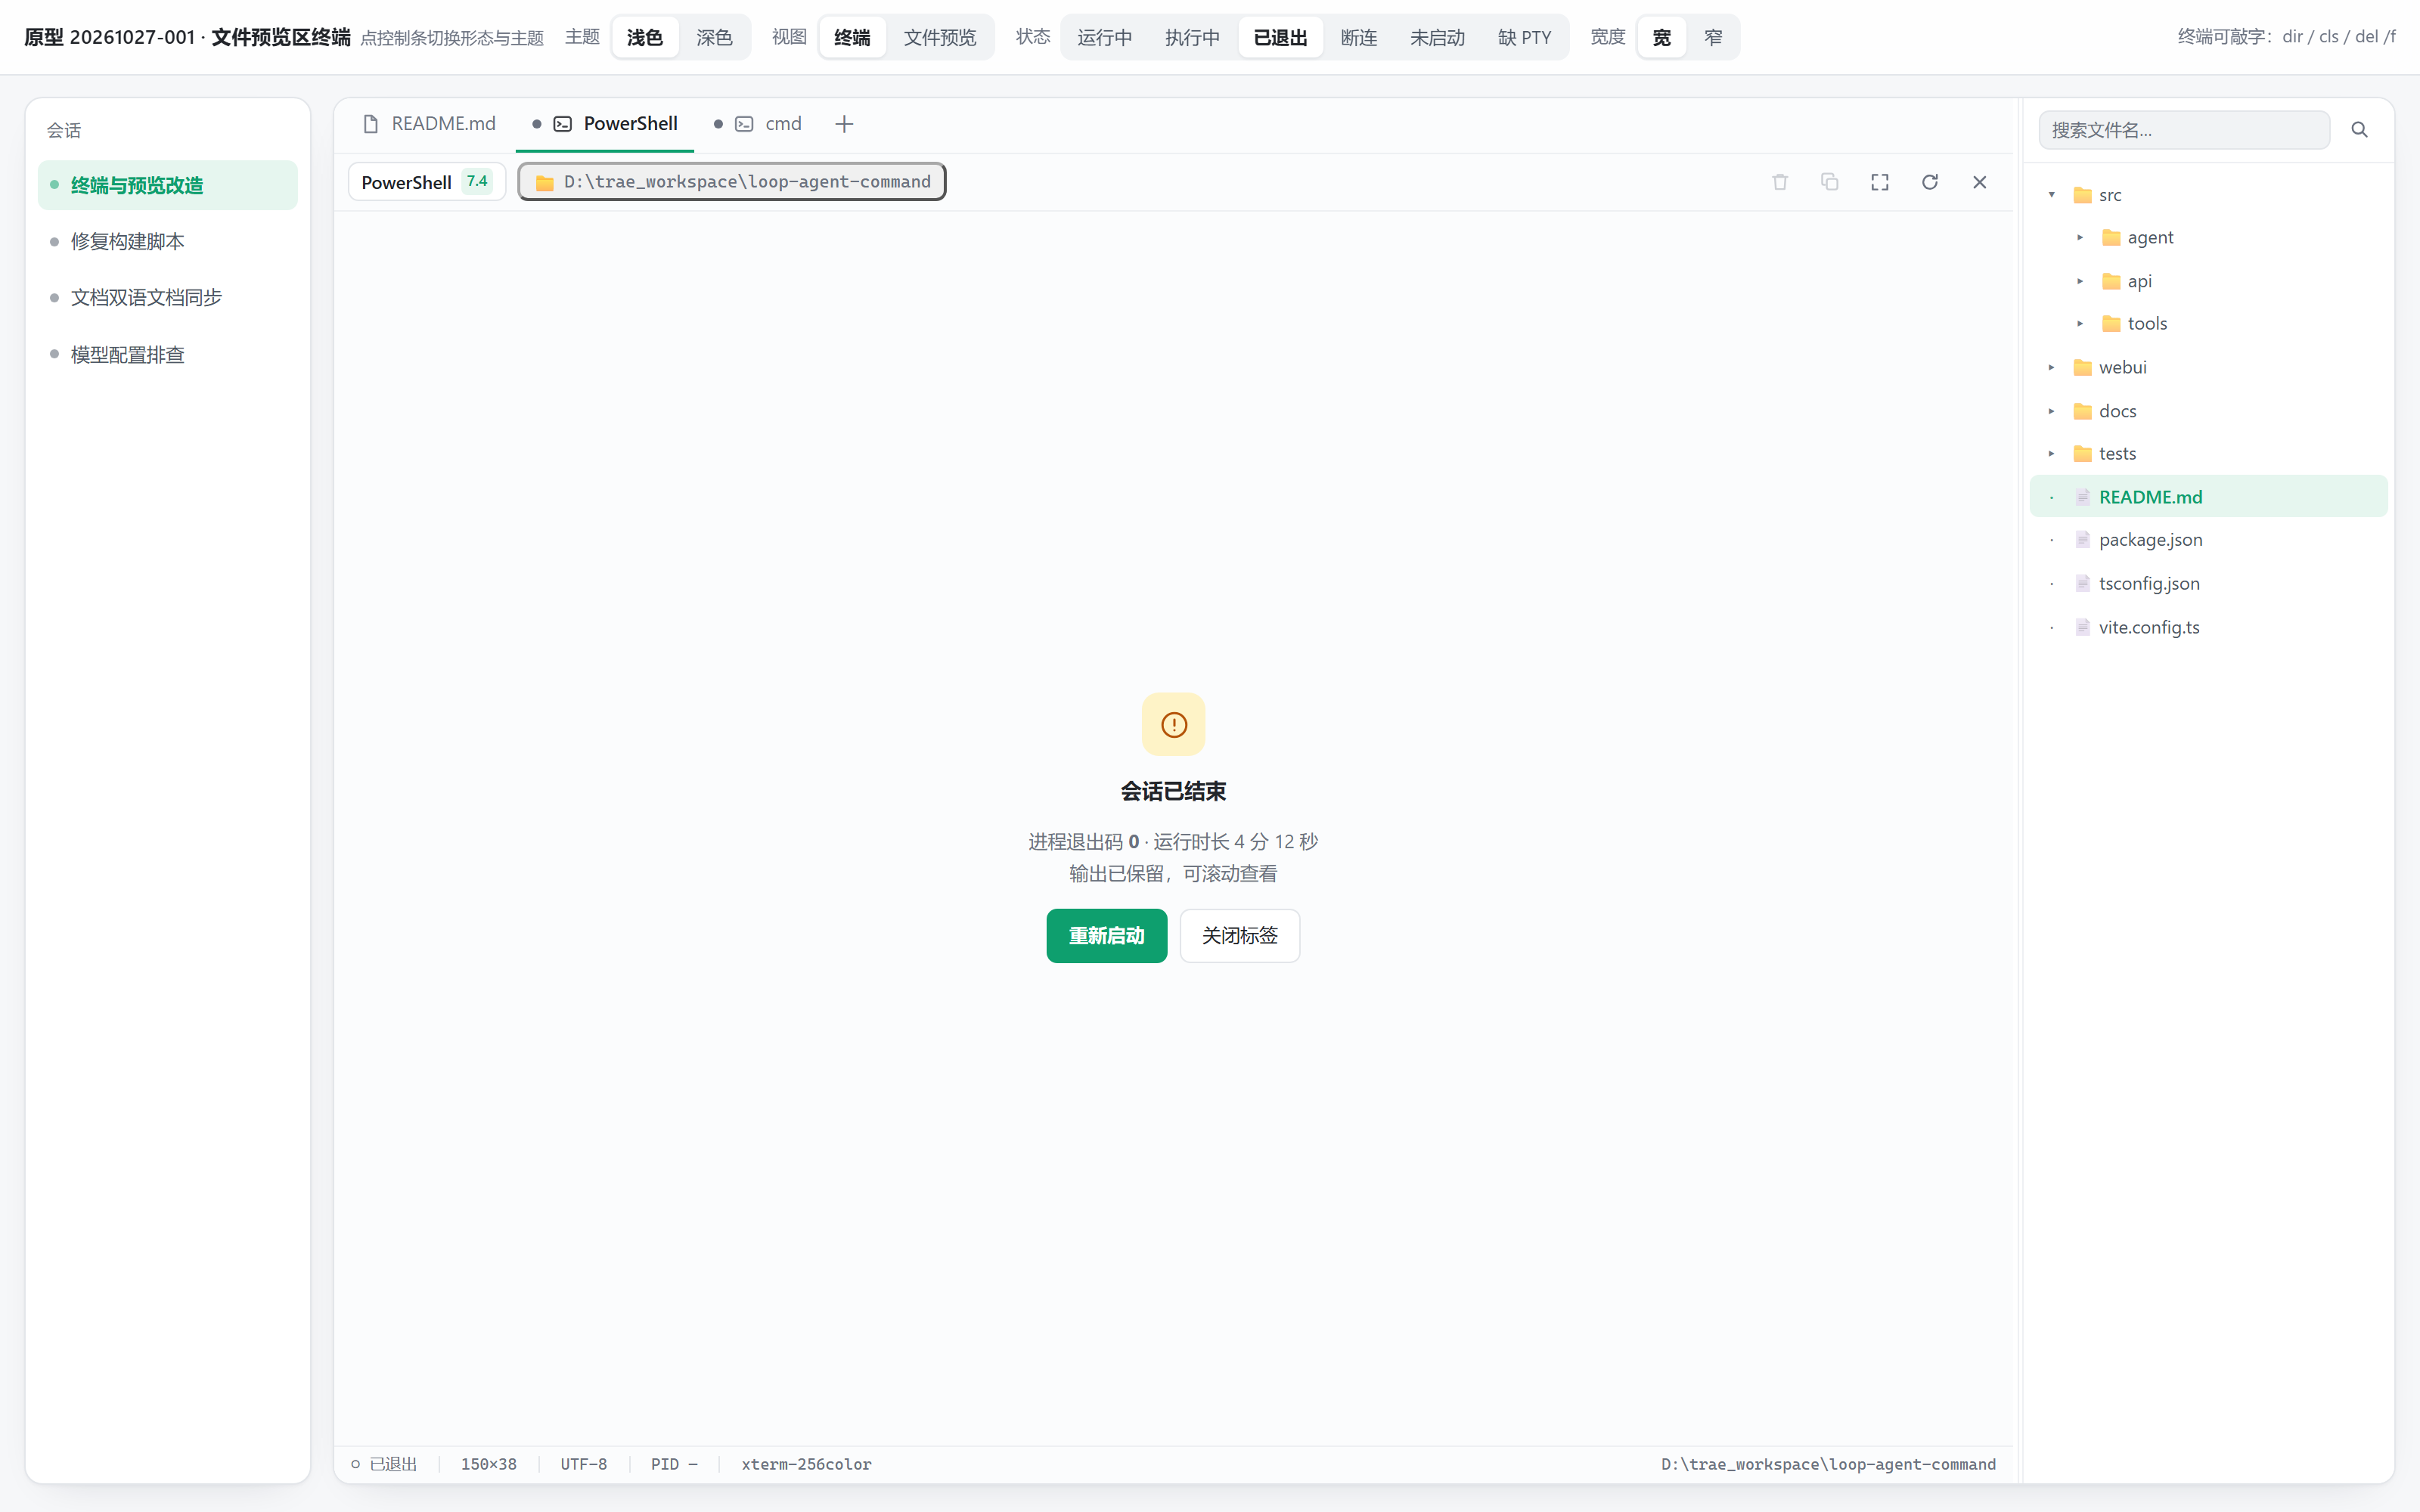 原型 20261027-001 · 文件预览区终端 点控制条切换形态与主题 主题 浅色 深色 视图 终端 文件预览 状态 运行中 执行中 已退出 断连 未启动 缺 PTY 宽度 宽 窄 终端可敲字：dir / cls / del /f
会话
终端与预览改造
修复构建脚本
文档双语文档同步
模型配置排查
README.md PowerShell cmd
PowerShell 7.4 D:\trae_workspace\loop-agent-command
会话已结束
进程退出码 0 · 运行时长 4 分 12 秒
输出已保留，可滚动查看
重新启动 关闭标签
已退出 150×38 UTF-8 PID — xterm-256color D:\trae_workspace\loop-agent-command
搜索文件名...
src
agent
api
tools
webui
docs
tests
README.md
package.json
tsconfig.json
vite.config.ts